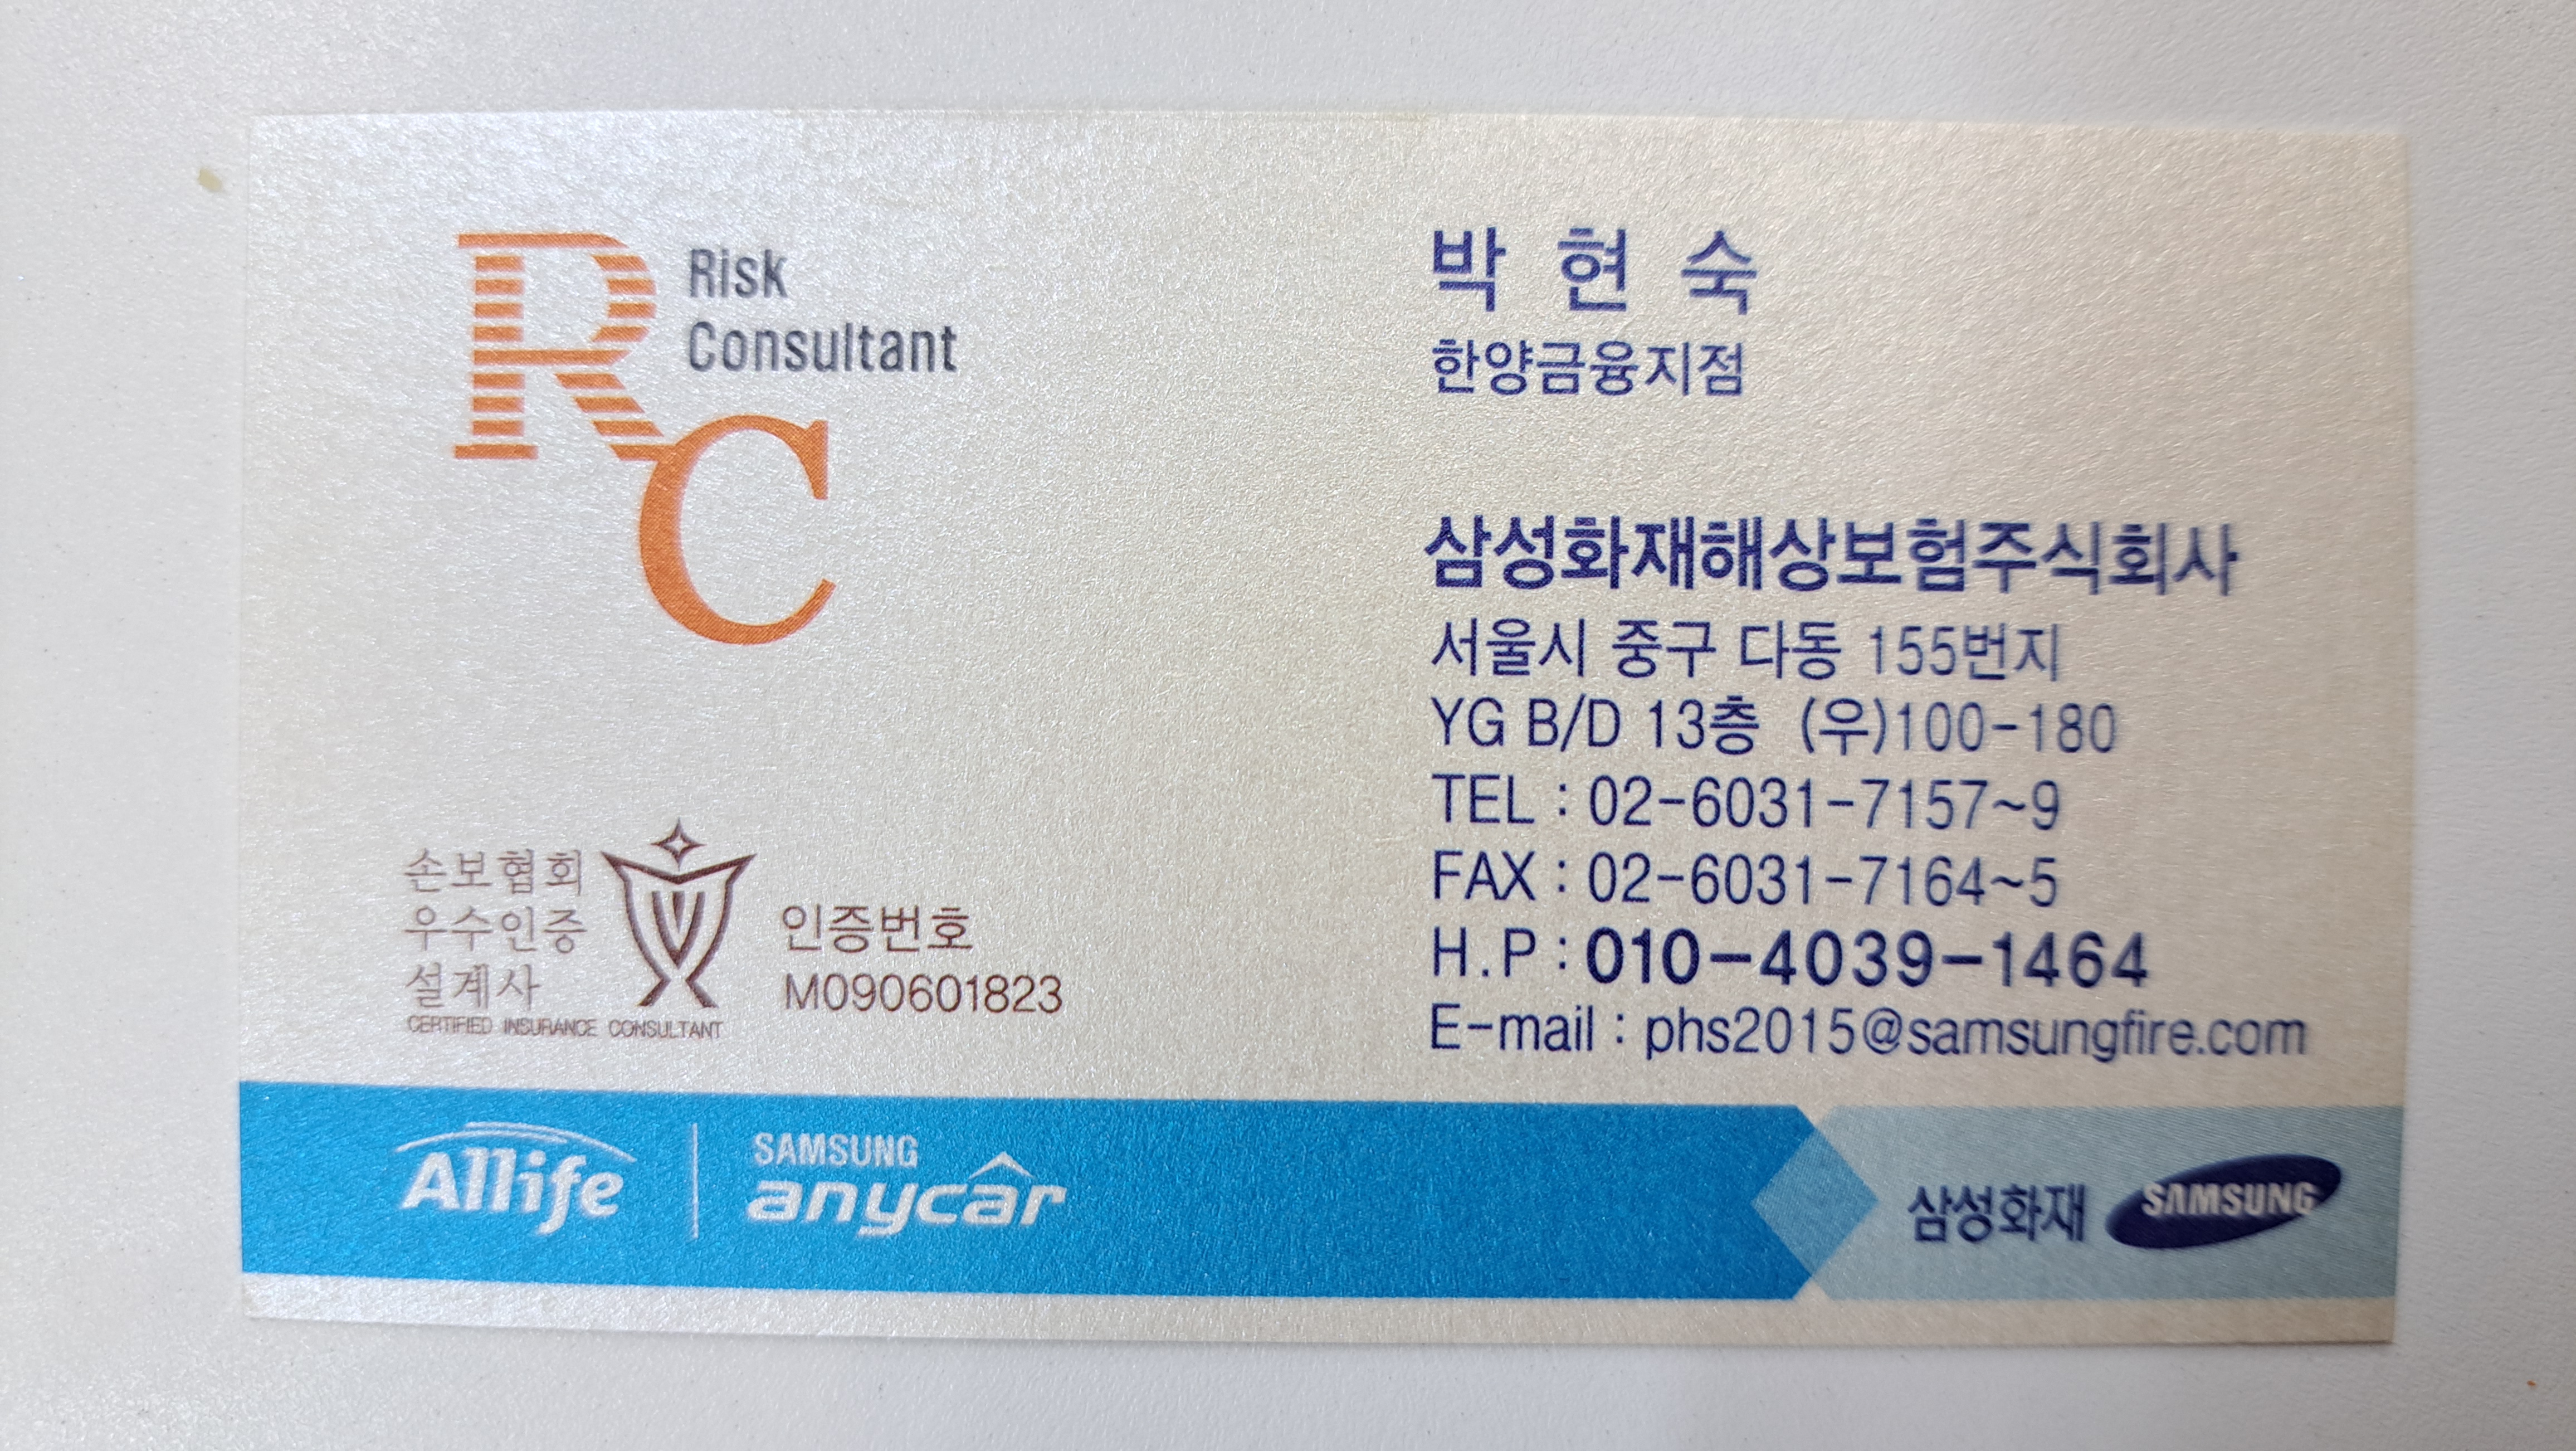 RC
Risk
Consultant
박 현 숙
한양금융지점
삼성화재해상보험주식회사
서울시 중구 다동 155번지
YG B/D 13층 (우)100-180
TEL : 02-6031-7157~9
FAX : 02-6031-7164~5
H.P : 010-4039-1464
E-mail : phs2015@samsungfire.com
손보협회
우수인증
설계사
CERTIFIED INSURANCE CONSULTANT
인증번호
M090601823
Allife
SAMSUNG
anycar
삼성화재 SAMSUNG